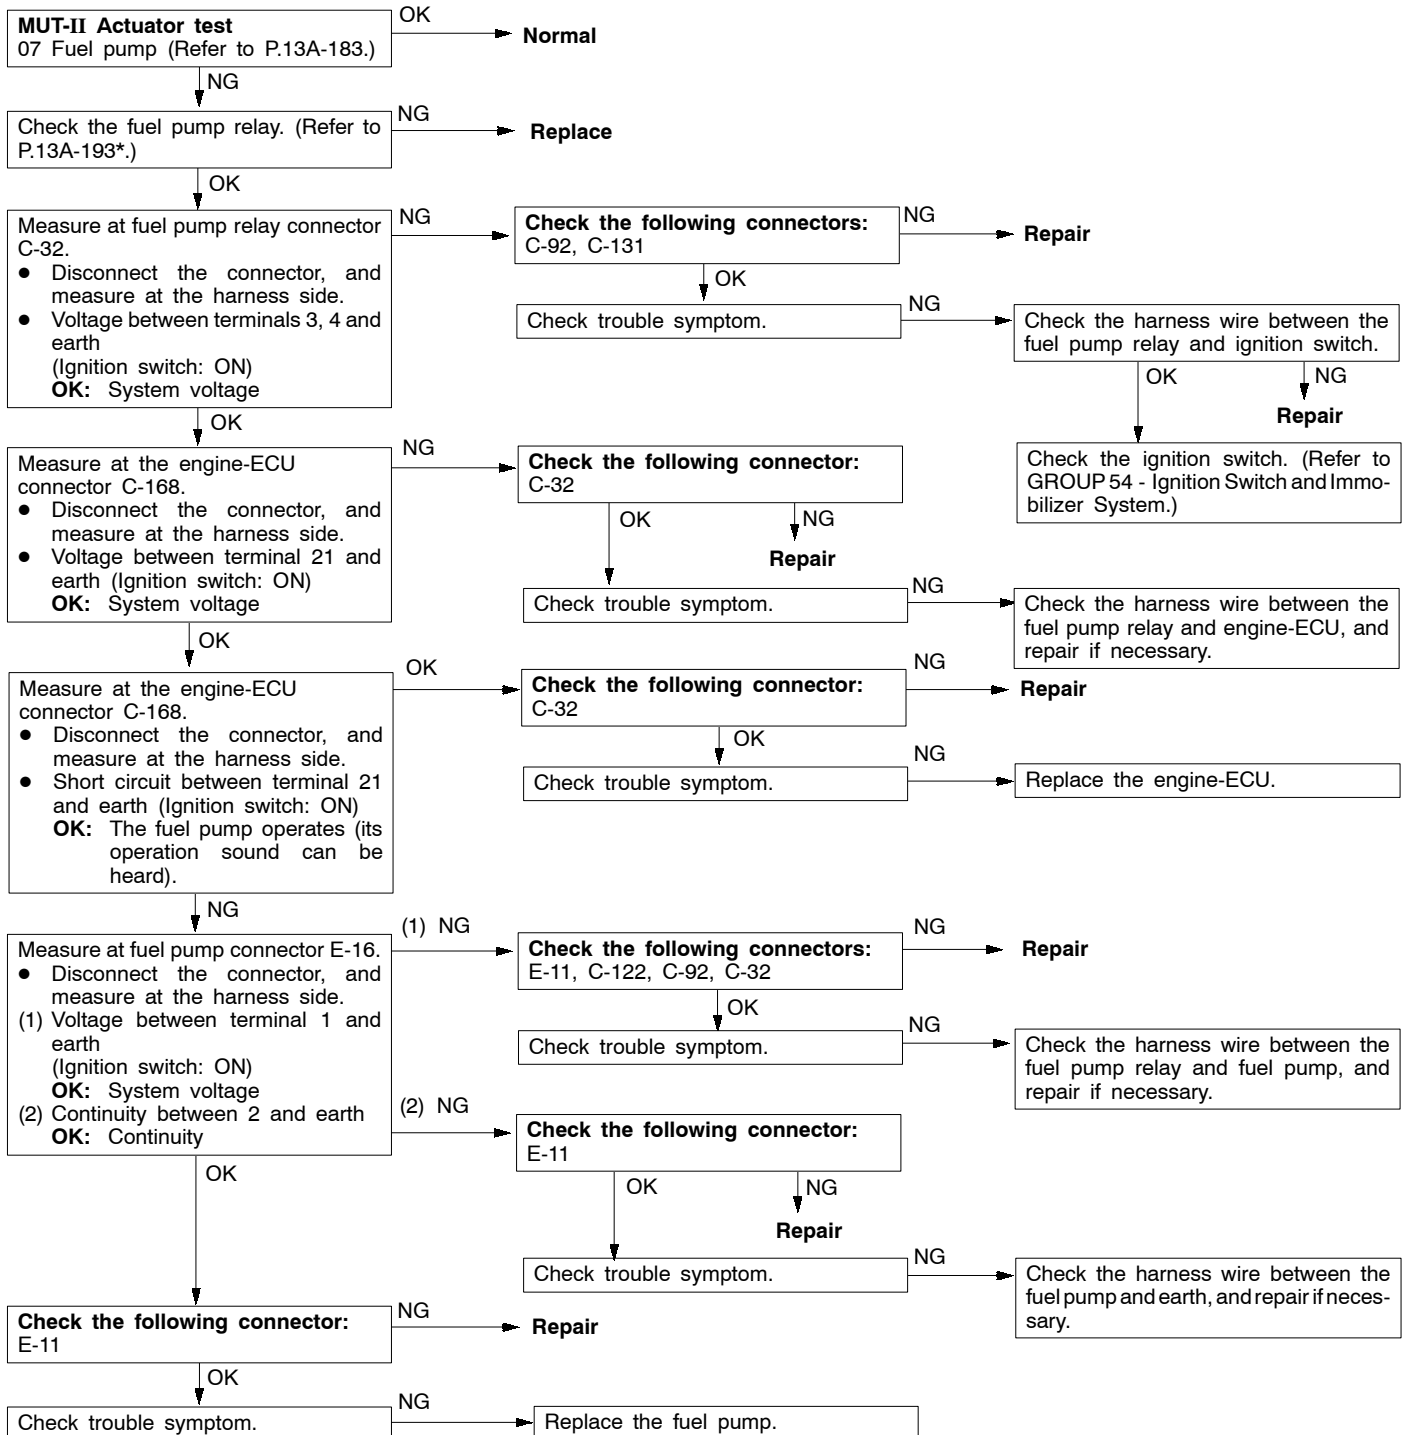 MUT-II Actuator test
07 Fuel pump (Refer to P.13A-183.)
OK
Normal
NG
Check the fuel pump relay. (Refer to
P.13A-193*.)
NG
Replace
OK
Measure at fuel pump relay connector
C-32.
● Disconnect the connector, and
measure at the harness side.
● Voltage between terminals 3, 4 and
earth
(Ignition switch: ON)
OK: System voltage
NG
Check the following connectors:
C-92, C-131
NG
Repair
OK
Check trouble symptom.
NG
Check the harness wire between the
fuel pump relay and ignition switch.
OK
NG
Repair
Check the ignition switch. (Refer to
GROUP 54 - Ignition Switch and Immo-
bilizer System.)
OK
Measure at the engine-ECU
connector C-168.
● Disconnect the connector, and
measure at the harness side.
● Voltage between terminal 21 and
earth (Ignition switch: ON)
OK: System voltage
NG
Check the following connector:
C-32
OK
NG
Repair
Check trouble symptom.
NG
Check the harness wire between the
fuel pump relay and engine-ECU, and
repair if necessary.
OK
Measure at the engine-ECU
connector C-168.
● Disconnect the connector, and
measure at the harness side.
● Short circuit between terminal 21
and earth (Ignition switch: ON)
OK: The fuel pump operates (its
operation sound can be
heard).
OK
Check the following connector:
C-32
NG
Repair
OK
Check trouble symptom.
NG
Replace the engine-ECU.
NG
Measure at fuel pump connector E-16.
● Disconnect the connector, and
measure at the harness side.
(1) Voltage between terminal 1 and
earth
(Ignition switch: ON)
OK: System voltage
(2) Continuity between 2 and earth
OK: Continuity
(1) NG
Check the following connectors:
E-11, C-122, C-92, C-32
NG
Repair
OK
Check trouble symptom.
NG
Check the harness wire between the
fuel pump relay and fuel pump, and
repair if necessary.
(2) NG
Check the following connector:
E-11
OK
NG
Repair
Check trouble symptom.
NG
Check the harness wire between the
fuel pump and earth, and repair if neces-
sary.
OK
Check the following connector:
E-11
NG
Repair
OK
Check trouble symptom.
NG
Replace the fuel pump.